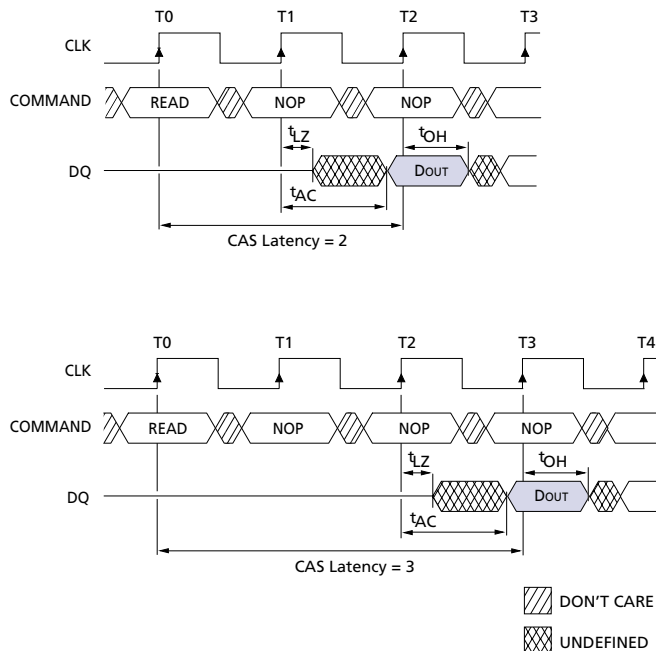 T0 T1 T2 T3
CLK
COMMAND READ NOP NOP
tLZ tOH
DQ DOUT
tAC
CAS Latency = 2
T0 T1 T2 T3 T4
CLK
COMMAND READ NOP NOP NOP
tLZ tOH
DQ DOUT
tAC
CAS Latency = 3
DON'T CARE
UNDEFINED